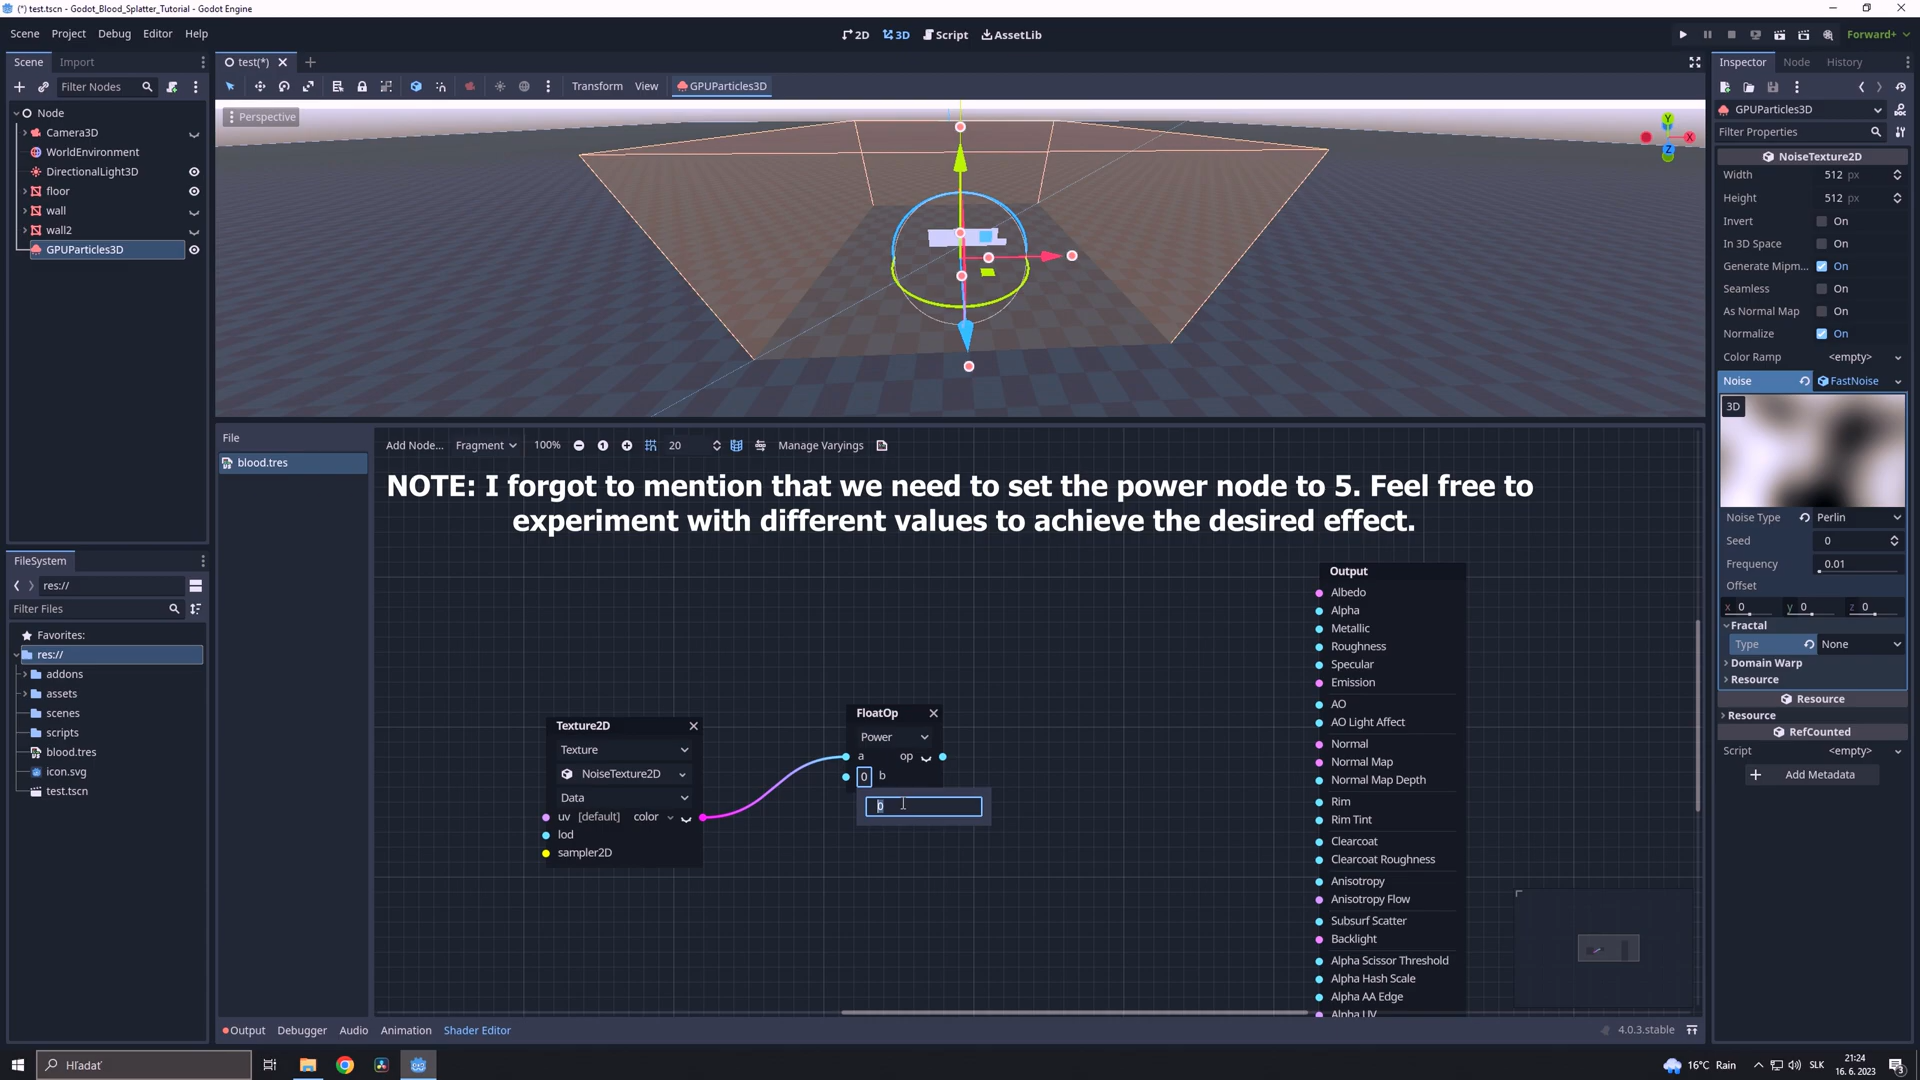 (*) test.tscn - Godot_Blood_Splatter_Tutorial - Godot Engine
Scene Project Debug Editor Help
2D 3D Script AssetLib
Forward+
Scene Import
Filter Nodes
Node
Camera3D
WorldEnvironment
DirectionalLight3D
floor
wall
wall2
GPUParticles3D
FileSystem
res://
Filter Files
Favorites:
res://
addons
assets
scenes
scripts
blood.tres
icon.svg
test.tscn
test(*)
Transform View GPUParticles3D
Perspective
Y
X
Z
File
blood.tres
Add Node... Fragment 100% 20 Manage Varyings
NOTE: I forgot to mention that we need to set the power node to 5. Feel free to
experiment with different values to achieve the desired effect.
Texture2D
Texture
NoiseTexture2D
Data
uv [default] color
lod
sampler2D
FloatOp
Power
a op
0 b
0
Output
Albedo
Alpha
Metallic
Roughness
Specular
Emission
AO
AO Light Affect
Normal
Normal Map
Normal Map Depth
Rim
Rim Tint
Clearcoat
Clearcoat Roughness
Anisotropy
Anisotropy Flow
Subsurf Scatter
Backlight
Alpha Scissor Threshold
Alpha Hash Scale
Alpha AA Edge
Alpha UV
Output Debugger Audio Animation Shader Editor
4.0.3.stable
Inspector Node History
GPUParticles3D
Filter Properties
NoiseTexture2D
Width 512 px
Height 512 px
Invert On
In 3D Space On
Generate Mipm... On
Seamless On
As Normal Map On
Normalize On
Color Ramp <empty>
Noise FastNoise
3D
Noise Type Perlin
Seed 0
Frequency 0.01
Offset
x 0 y 0 z 0
Fractal
Type None
Domain Warp
Resource
Resource
Resource
RefCounted
Script <empty>
Add Metadata
Hľadať
16°C Rain
SLK
21:24
16. 6. 2023
3